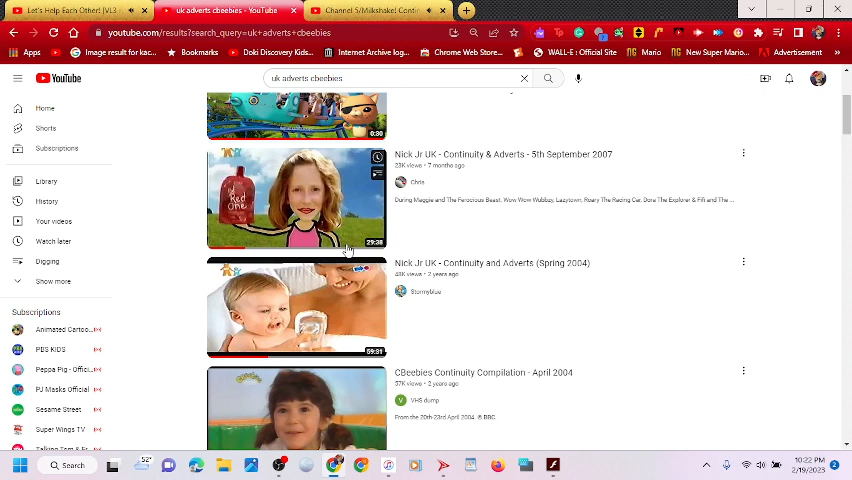 Let's Help Each Other! [VL3
uk adverts cbeebies - YouTube
Channel 5/Milkshake! Contin
youtube.com/results?search_query=uk+adverts+cbeebies
Apps
Image result for kac...
Bookmarks
Doki Discovery Kids...
Internet Archive log...
Chrome Web Store...
WALL-E : Official Site
Mario
New Super Mario...
Advertisement
YouTube
uk adverts cbeebies
Home
Shorts
Subscriptions
Library
History
Your videos
Watch later
Digging
Show more
Subscriptions
Animated Cartoo...
PBS KIDS
Peppa Pig - Offici...
PJ Masks Official
Sesame Street
Super Wings TV
0:30
Nick Jr UK - Continuity & Adverts - 5th September 2007
23K views • 7 months ago
Chris
During Maggie and The Ferocious Beast, Wow Wow Wubbzy, Lazytown, Roary The Racing Car, Dora The Explorer & Fifi and The ...
Red One
29:38
Nick Jr UK - Continuity and Adverts (Spring 2004)
48K views • 2 years ago
Stormyblue
59:31
CBeebies Continuity Compilation - April 2004
57K views • 2 years ago
V
VHS dump
From the 20th-23rd April 2004. © BBC.
Search
52°
10:22 PM
2/19/2023
2